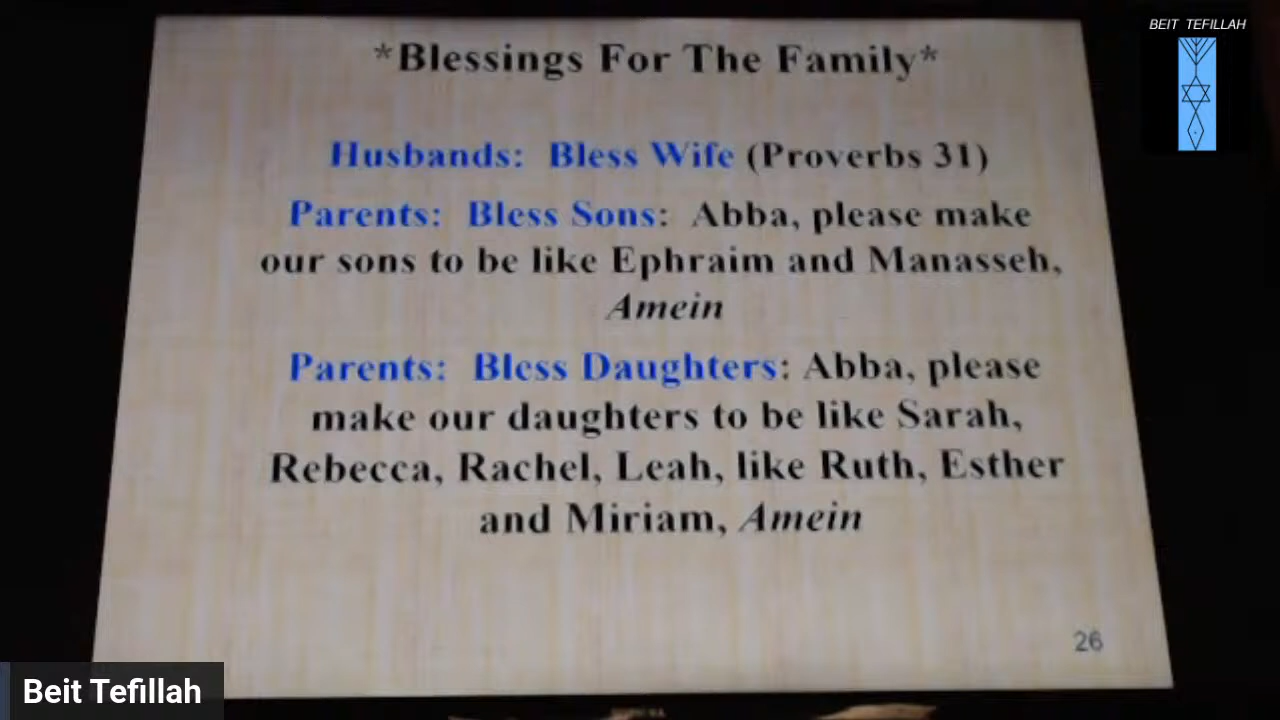 BEIT TEFILLAH
*Blessings For The Family*
Husbands: Bless Wife (Proverbs 31)
Parents: Bless Sons: Abba, please make
our sons to be like Ephraim and Manasseh,
Amein
Parents: Bless Daughters: Abba, please
make our daughters to be like Sarah,
Rebecca, Rachel, Leah, like Ruth, Esther
and Miriam, Amein
26
Beit Tefillah